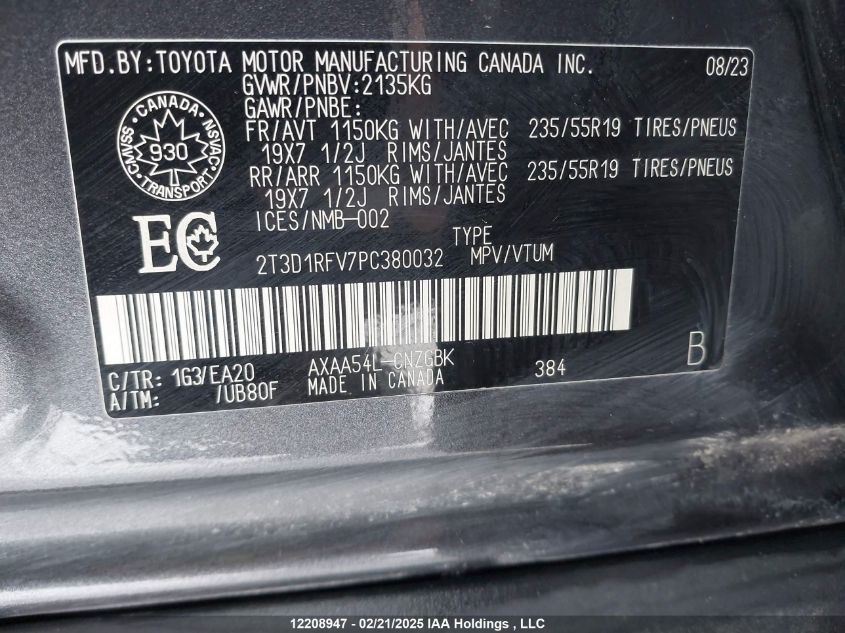 MFD.BY:TOYOTA MOTOR MANUFACTURING CANADA INC. 08/23
GVWR/PNBV:2135KG
GAWR/PNBE:
FR/AVT 1150KG WITH/AVEC 235/55R19 TIRES/PNEUS
19X7 1/2J RIMS/JANTES
RR/ARR 1150KG WITH/AVEC 235/55R19 TIRES/PNEUS
19X7 1/2J RIMS/JANTES
ICES/NMB-002
CANADA
CMVSS
930
NSVAC
TRANSPORT
EC
TYPE
2T3D1RFV7PC380032 MPV/VTUM
AXAA54L-CNZGBK 384 B
C/TR: 1G3/EA20 MADE IN CANADA
A/TM: /UB80F
12208947 - 02/21/2025 IAA Holdings , LLC